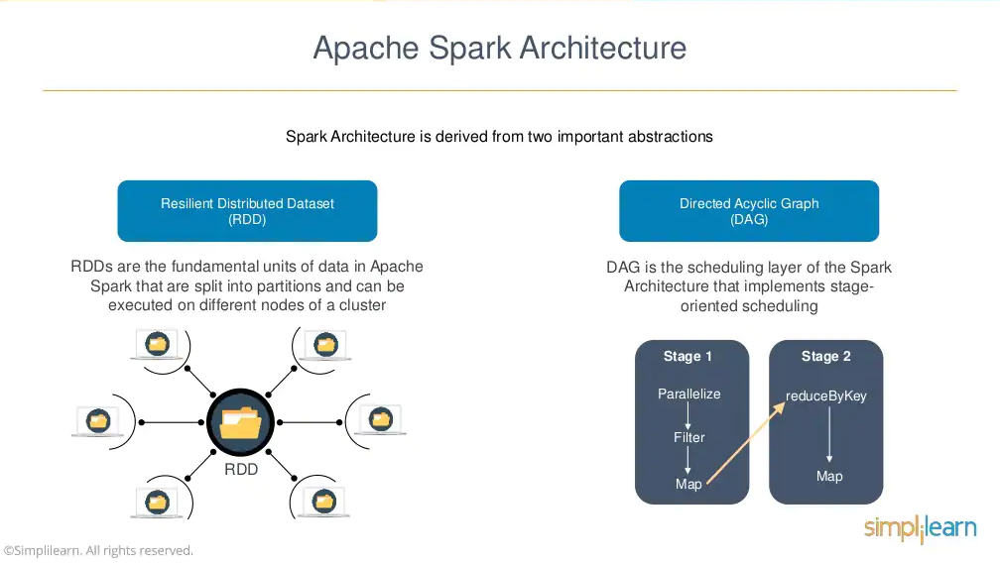 Apache Spark Architecture
Spark Architecture is derived from two important abstractions
Resilient Distributed Dataset
(RDD)
RDDs are the fundamental units of data in Apache
Spark that are split into partitions and can be
executed on different nodes of a cluster
RDD
Directed Acyclic Graph
(DAG)
DAG is the scheduling layer of the Spark
Architecture that implements stage-
oriented scheduling
Stage 1
Parallelize
Filter
Map
Stage 2
reduceByKey
Map
simplilearn
©Simplilearn. All rights reserved.